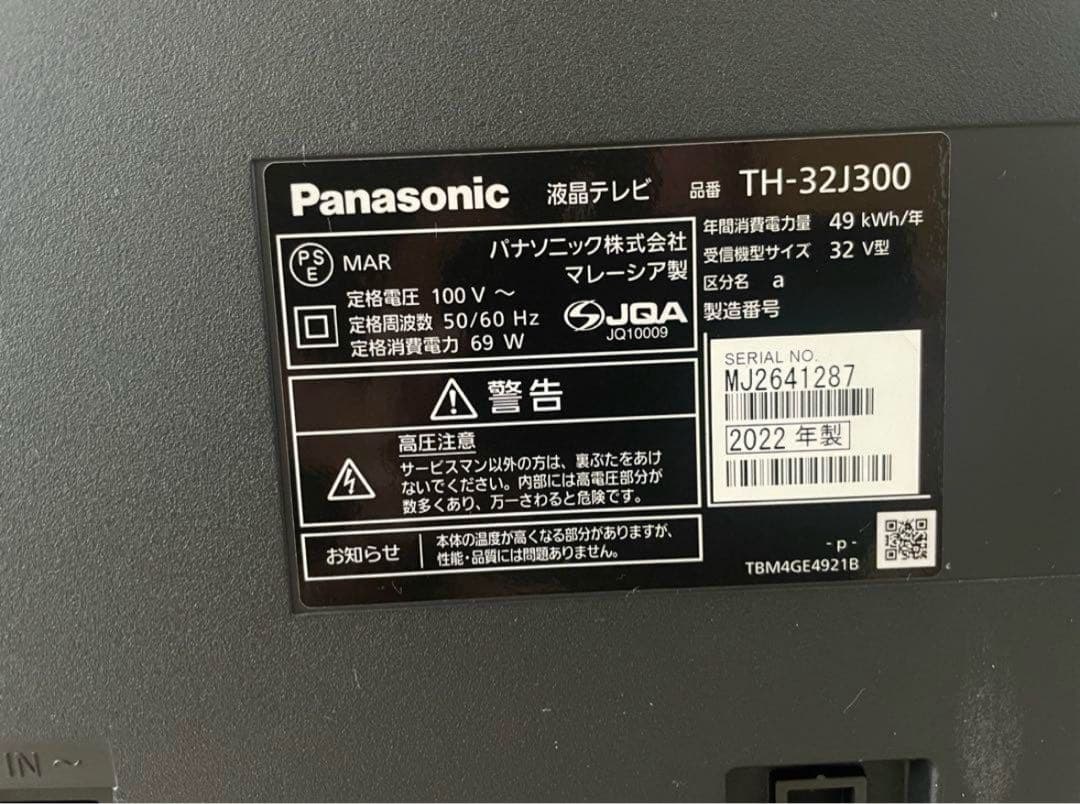 Panasonic 液晶テレビ 品番 TH-32J300
PS
E
MAR
パナソニック株式会社
マレーシア製
定格電圧 100 V ～
定格周波数 50/60 Hz
定格消費電力 69 W
JQA
JQ10009
年間消費電力量 49 kWh/年
受信機型サイズ 32 V型
区分名 a
製造番号
SERIAL NO.
MJ2641287
2022 年製
警告
高圧注意
サービスマン以外の方は、裏ぶたをあけ
ないでください。内部には高電圧部分が
数多くあり、万一さわると危険です。
お知らせ
本体の温度が高くなる部分がありますが、
性能・品質には問題ありません。
- p -
TBM4GE4921B
IN ～